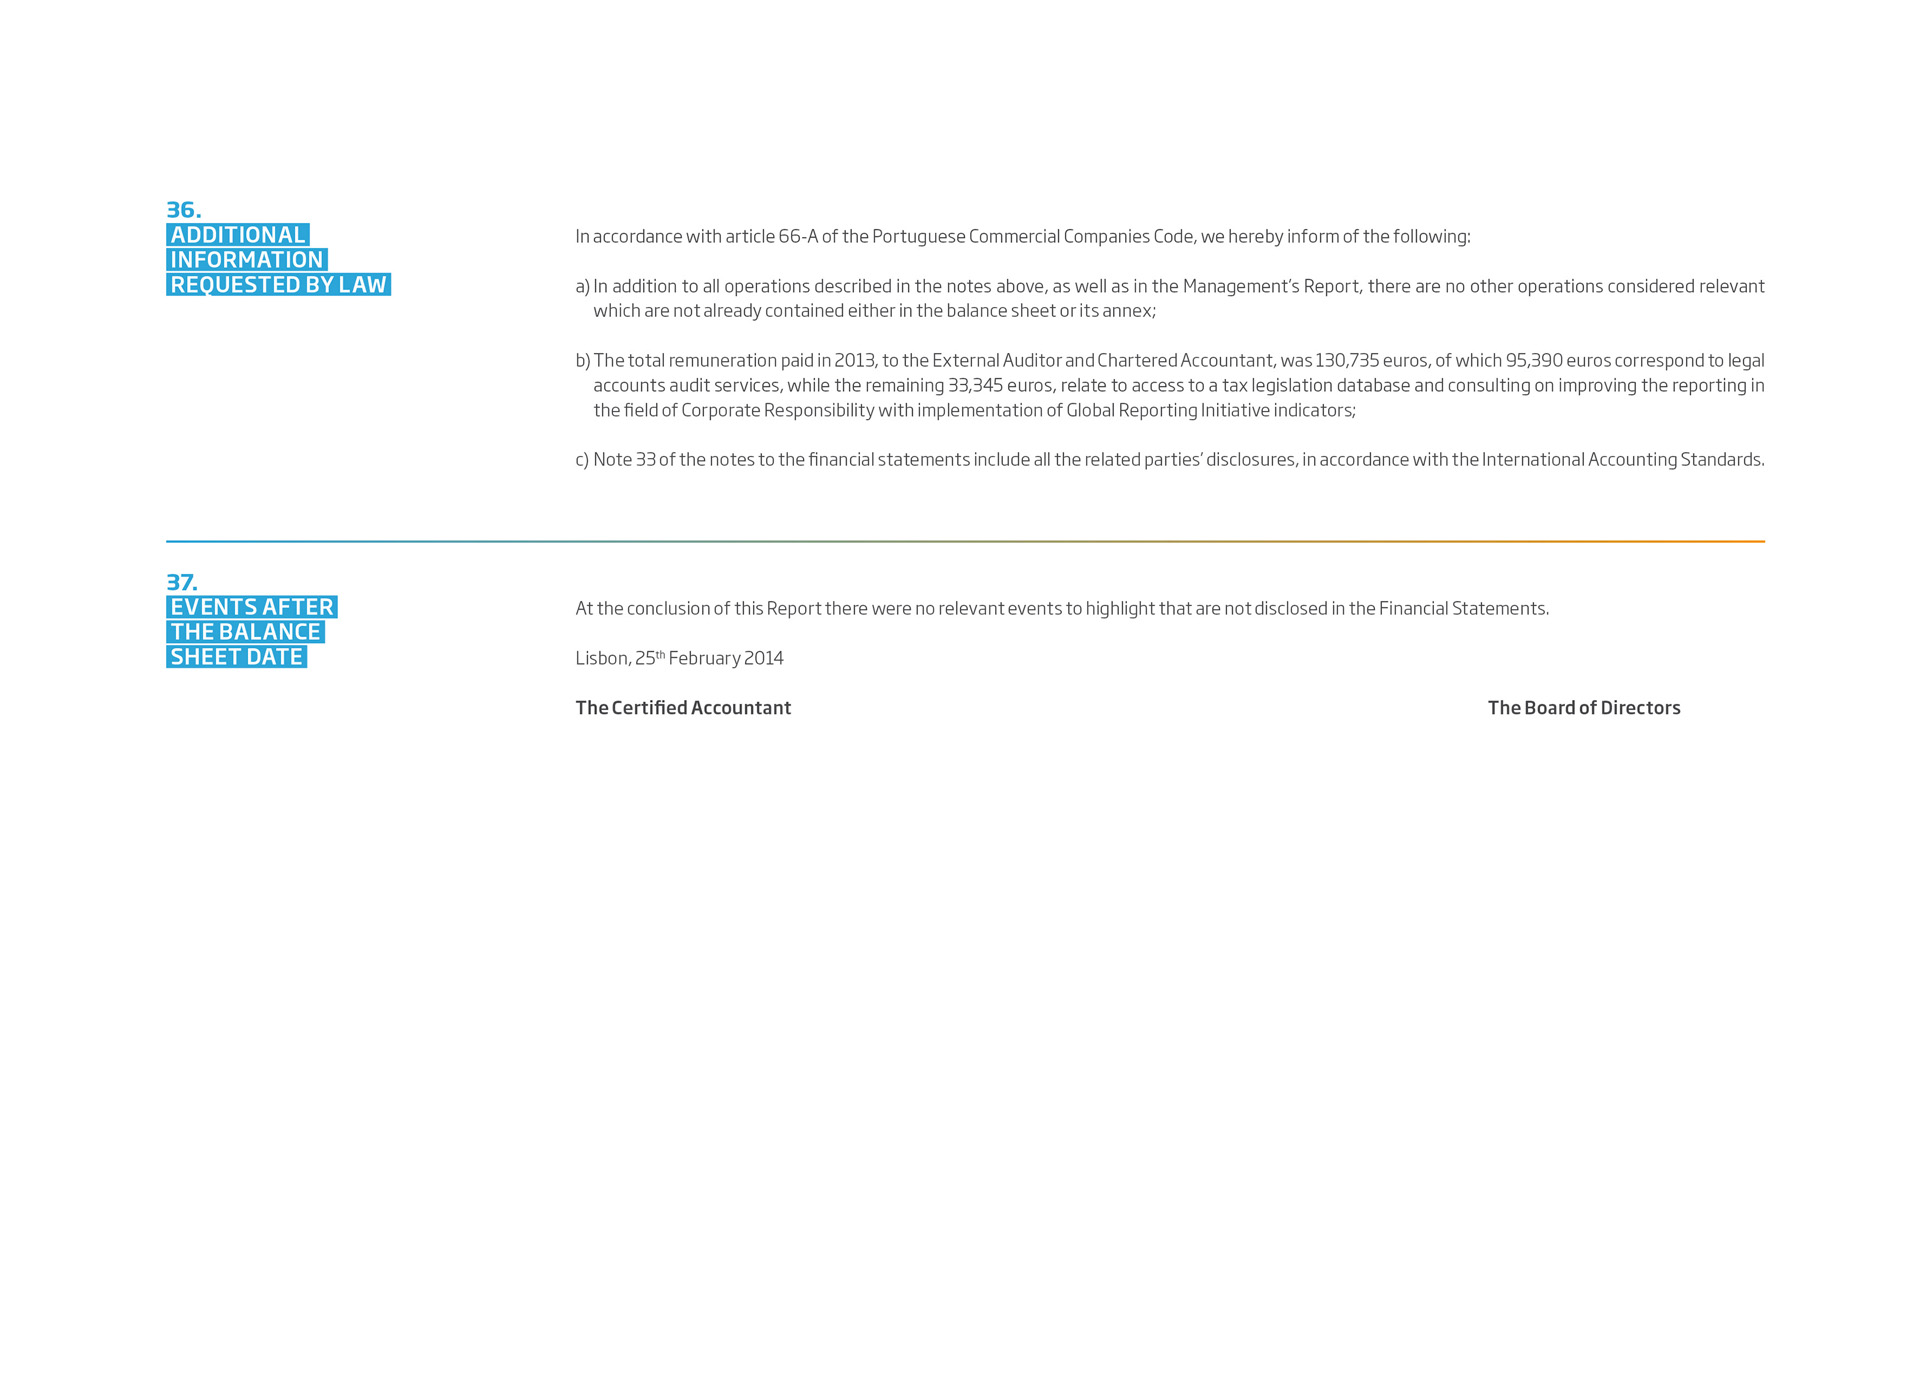 36.
ADDITIONAL
INFORMATION
REQUESTED BY LAW
In accordance with article 66-A of the Portuguese Commercial Companies Code, we hereby inform of the following:
a) In addition to all operations described in the notes above, as well as in the Management’s Report, there are no other operations considered relevant
which are not already contained either in the balance sheet or its annex;
b) The total remuneration paid in 2013, to the External Auditor and Chartered Accountant, was 130,735 euros, of which 95,390 euros correspond to legal
accounts audit services, while the remaining 33,345 euros, relate to access to a tax legislation database and consulting on improving the reporting in
the field of Corporate Responsibility with implementation of Global Reporting Initiative indicators;
c) Note 33 of the notes to the financial statements include all the related parties’ disclosures, in accordance with the International Accounting Standards.
37.
EVENTS AFTER
THE BALANCE
SHEET DATE
At the conclusion of this Report there were no relevant events to highlight that are not disclosed in the Financial Statements.
Lisbon, 25th February 2014
The Certified Accountant The Board of Directors